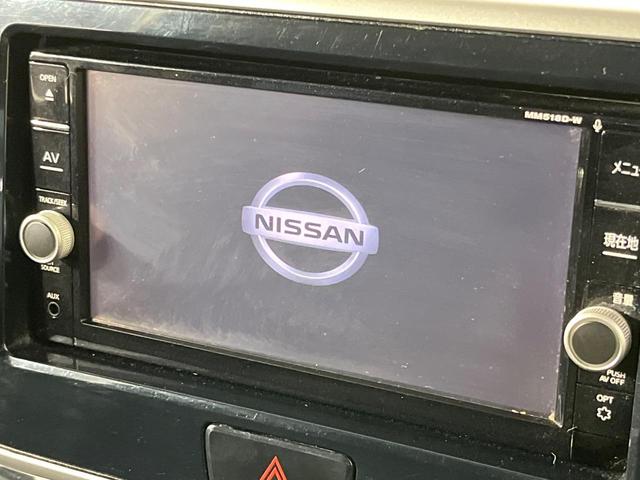 OPEN
MM518D-W
AV
メニュ
TRACK/SEEK
NISSAN
現在地
SOURCE
音量
AUX
PUSH
AV OFF
OPT